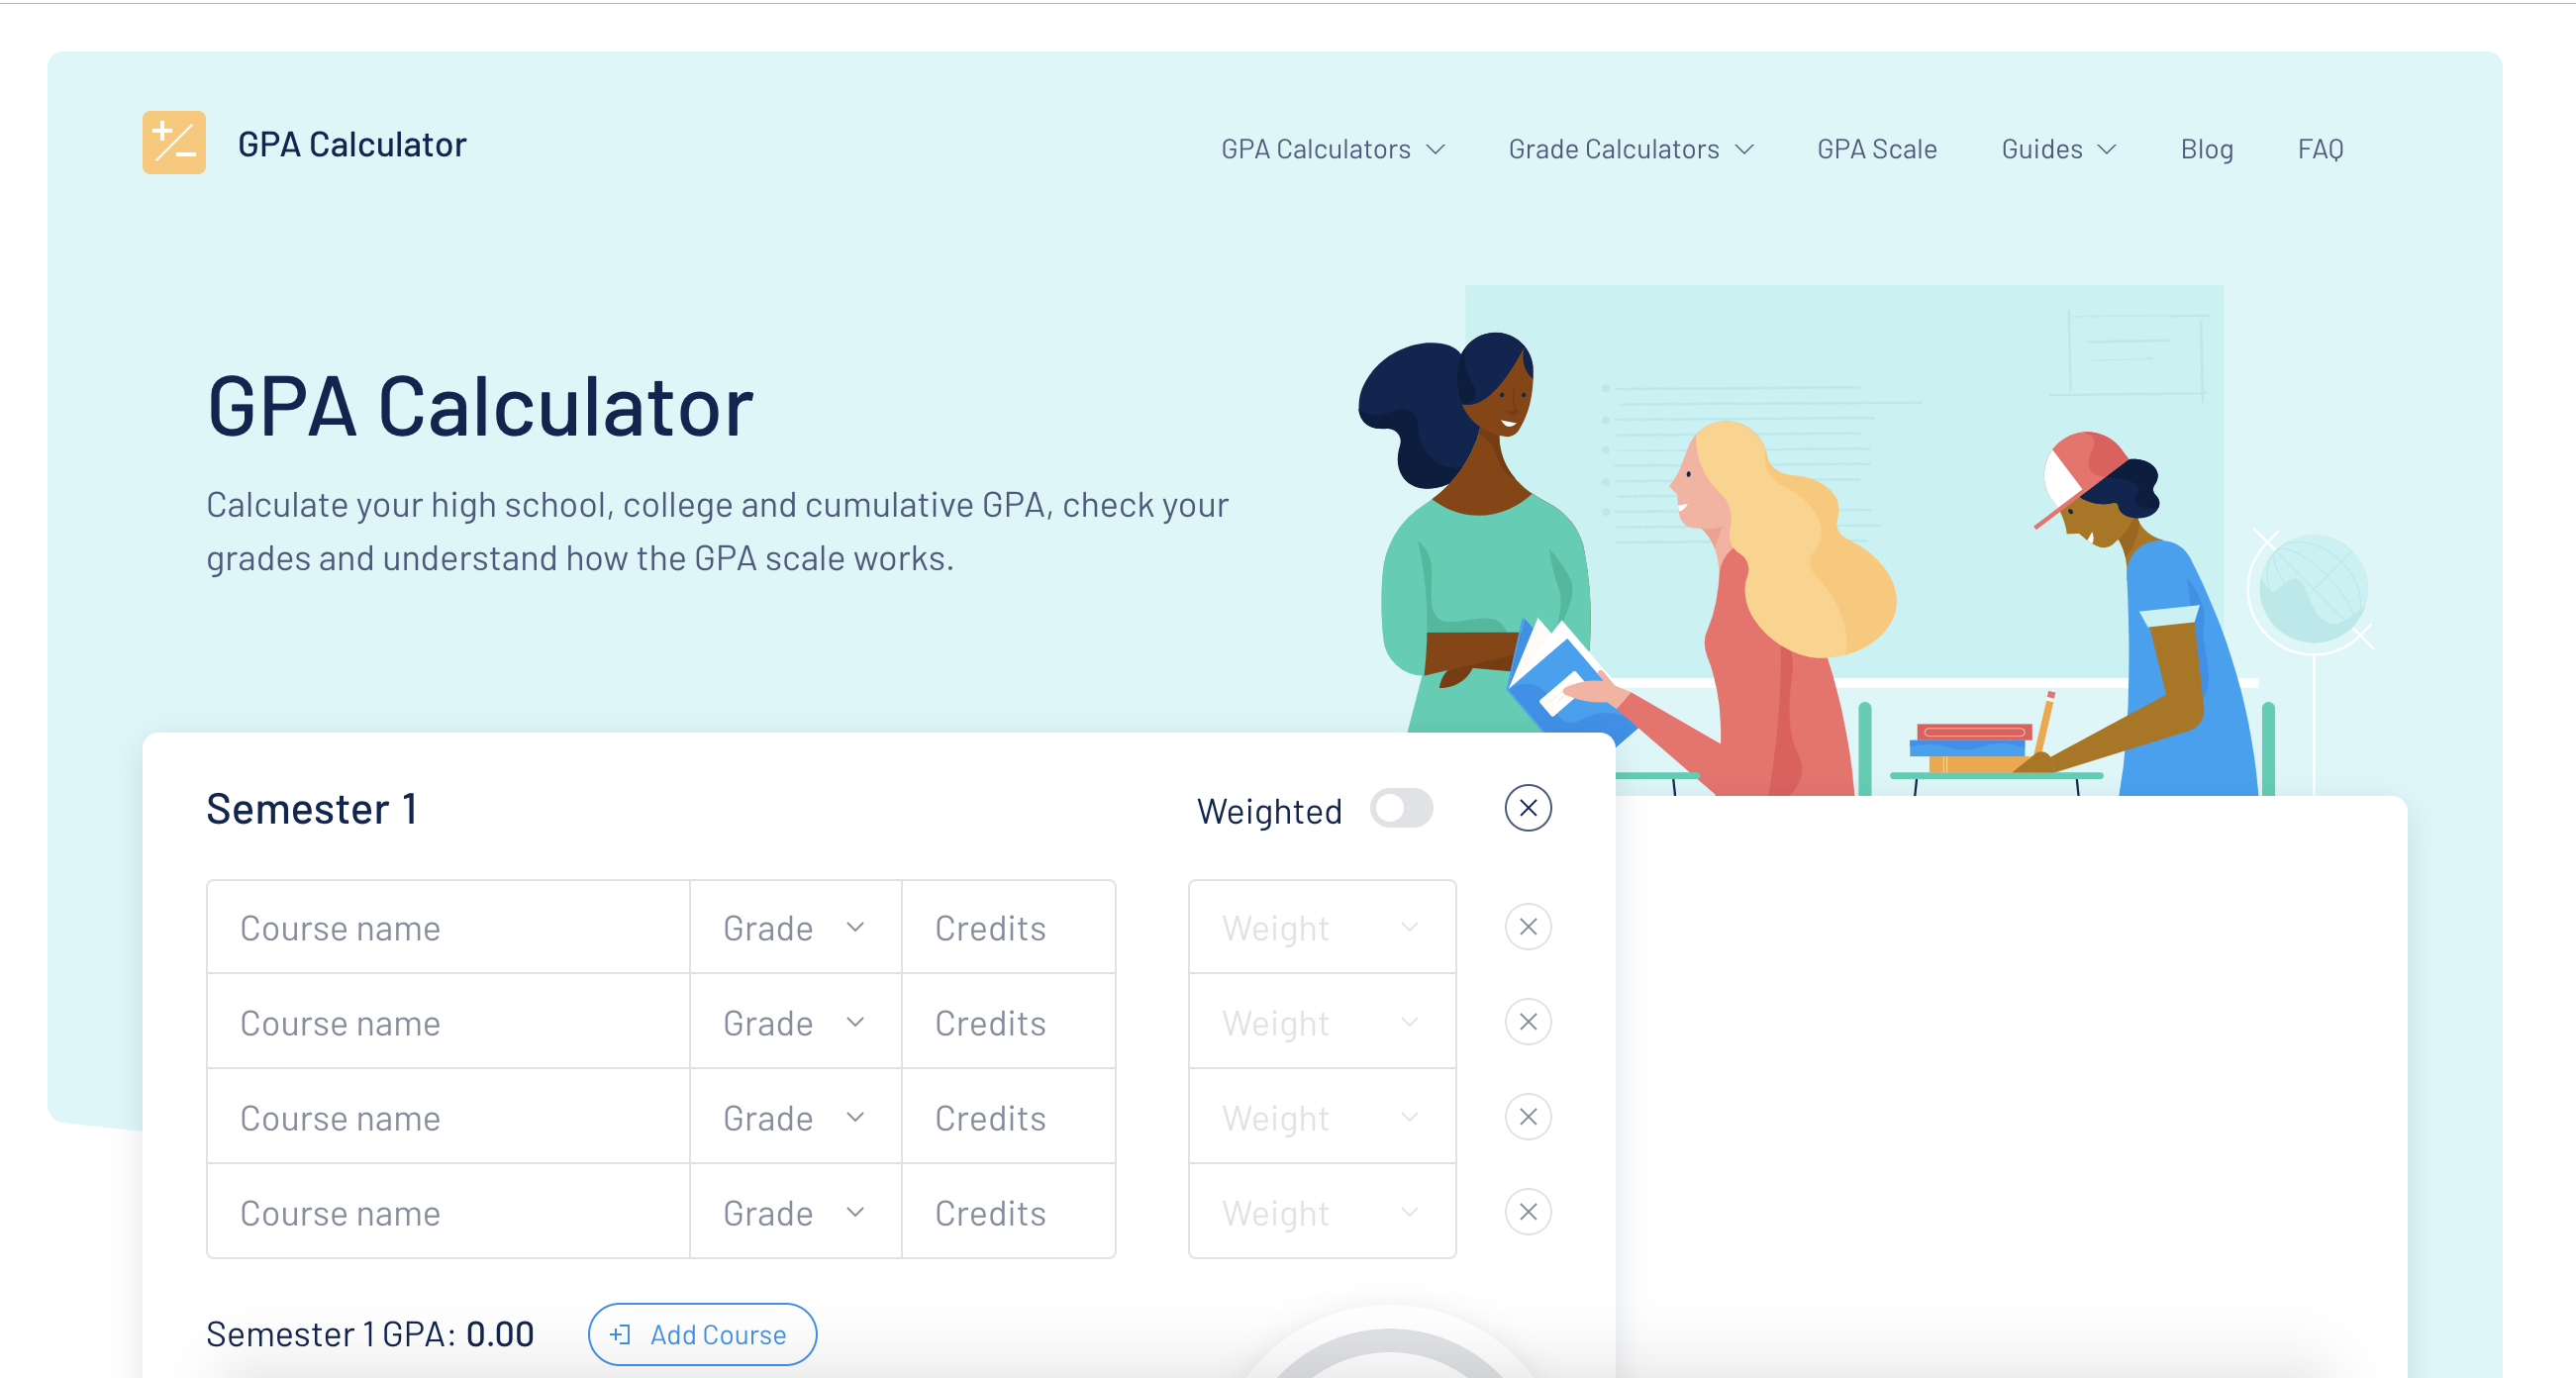 GPA Calculator
GPA Calculators
Grade Calculators
GPA Scale
Guides
Blog
FAQ
GPA Calculator
Calculate your high school, college and cumulative GPA, check your
grades and understand how the GPA scale works.
Semester 1
Weighted
Course name Grade Credits Weight
Course name Grade Credits Weight
Course name Grade Credits Weight
Course name Grade Credits Weight
Semester 1 GPA: 0.00
Add Course